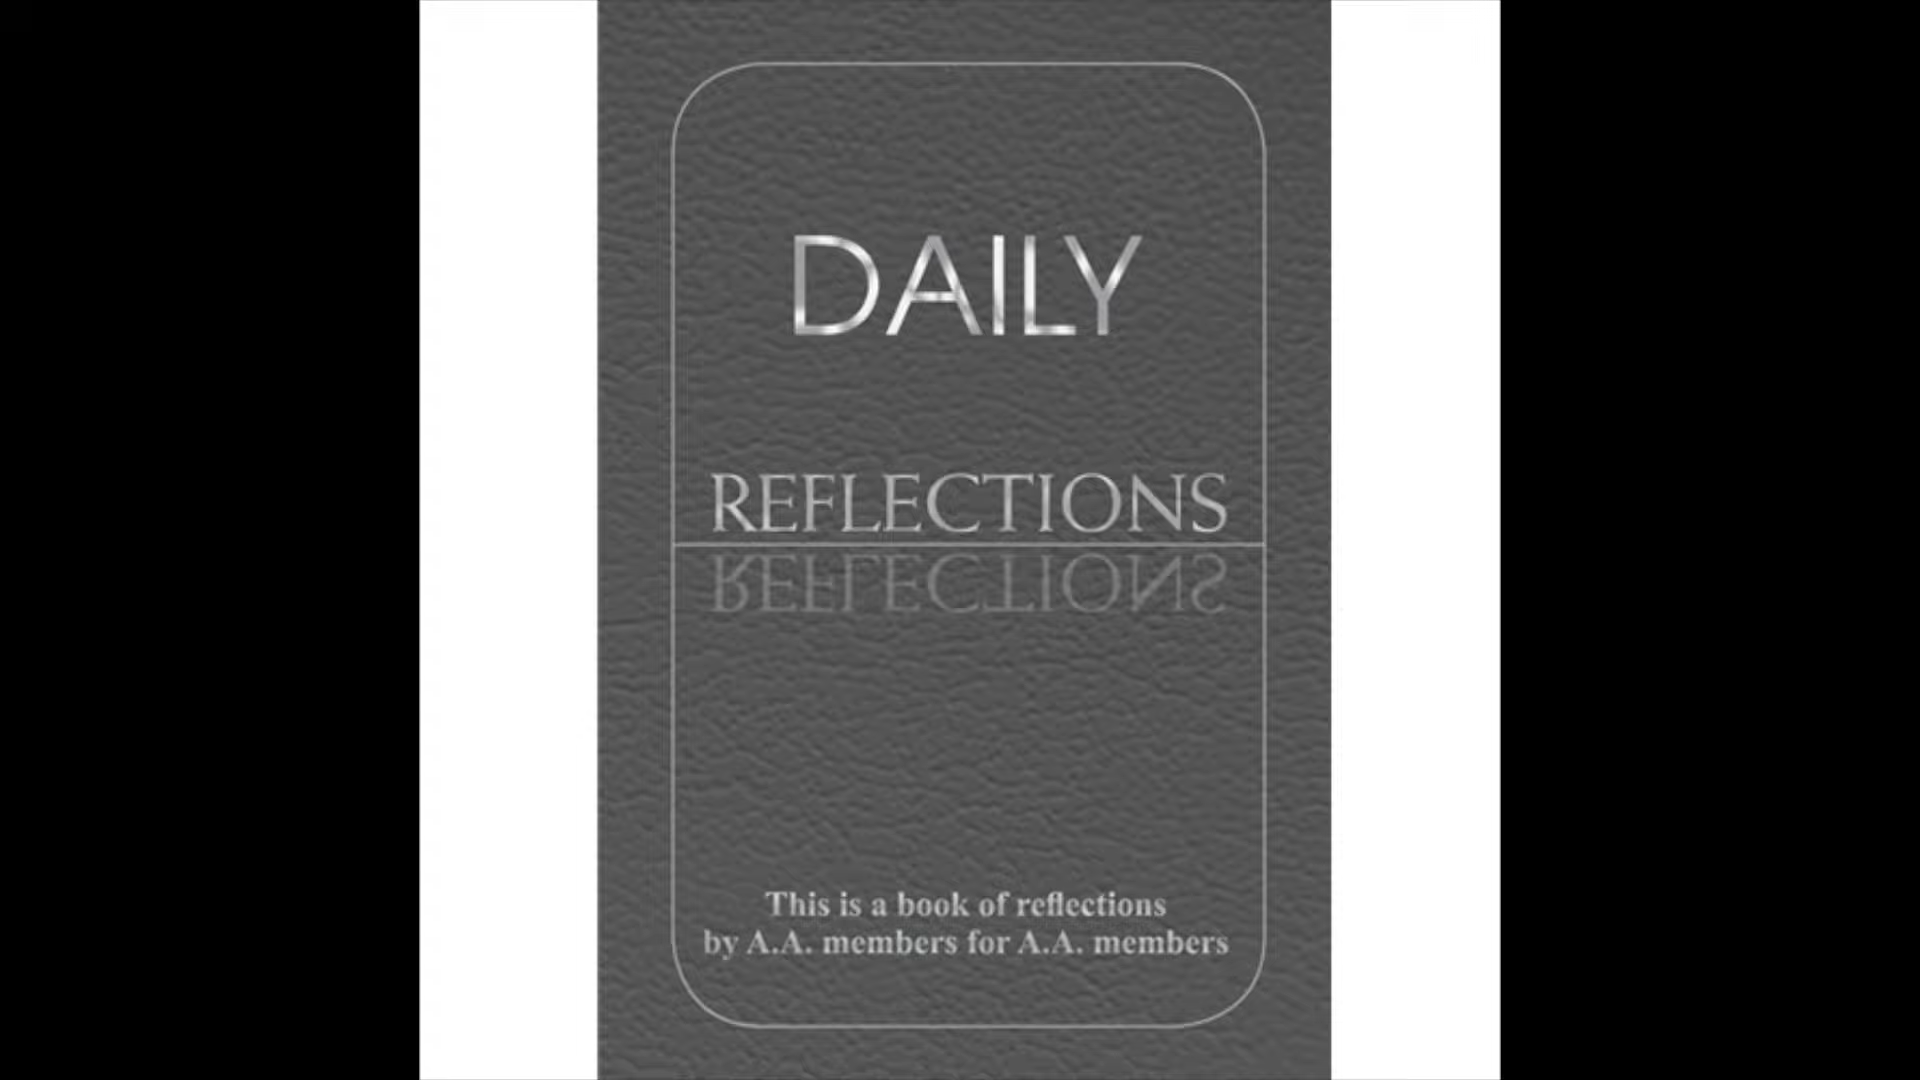 DAILY
REFLECTIONS
REFLECTIONS
This is a book of reflections
by A.A. members for A.A. members